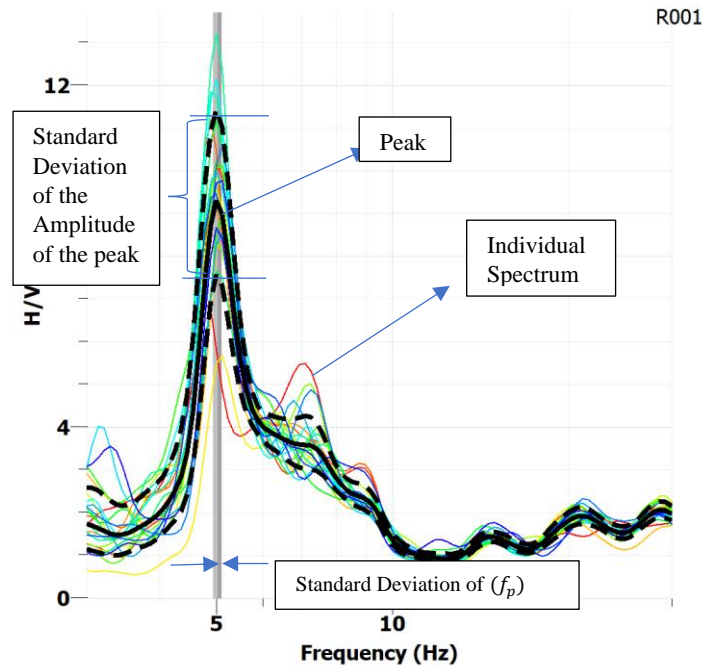 R001
12
Standard
Deviation
of the
Amplitude
of the peak
Peak
Individual
Spectrum
H/V
4
0
Standard Deviation of (fₚ)
5
10
Frequency (Hz)